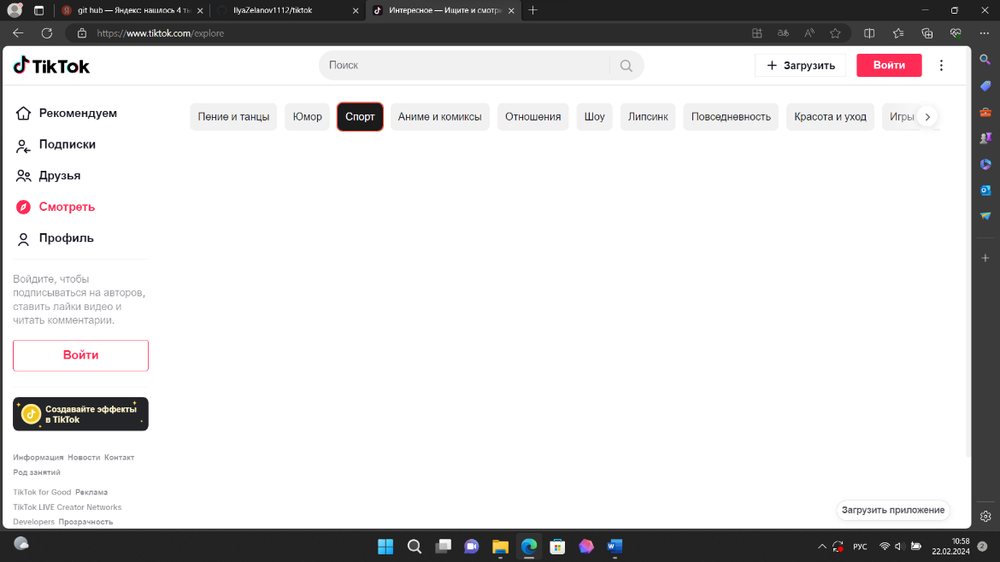 git hub — Яндекс: нашлось 4 ты
IlyaZelanov1112/tiktok
Интересное — Ищите и смотри
https://www.tiktok.com/explore
TikTok
Поиск
Загрузить
Войти
Рекомендуем
Подписки
Друзья
Смотреть
Профиль
Пение и танцы
Юмор
Спорт
Аниме и комиксы
Отношения
Шоу
Липсинк
Повседневность
Красота и уход
Игры
Войдите, чтобы
подписываться на авторов,
ставить лайки видео и
читать комментарии.
Войти
Создавайте эффекты
в TikTok
Информация Новости Контакт
Род занятий
TikTok for Good Реклама
TikTok LIVE Creator Networks
Developers Прозрачность
Загрузить приложение
РУС
10:58
22.02.2024
2